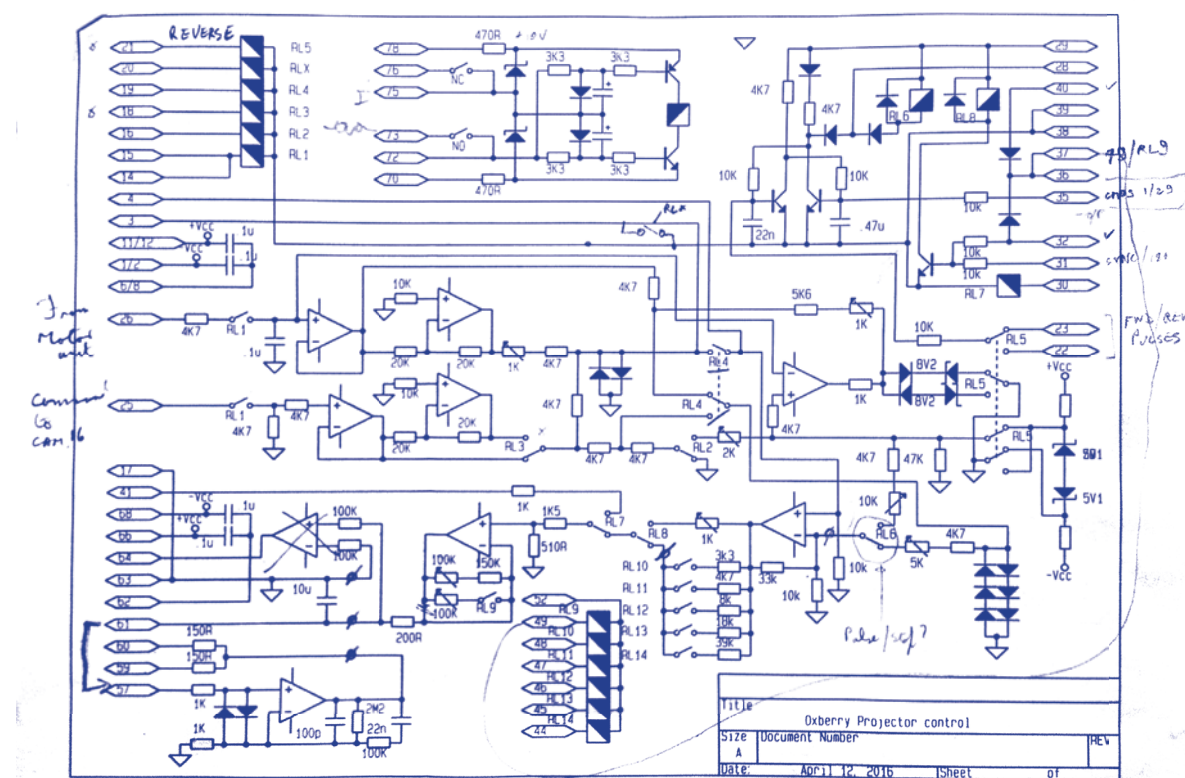 REVERSE
21
20
19
18
16
15
14
4
3
11/12
1/2
6/8
26
25
17
41
68
66
64
63
62
61
60
59
57
RL5
RLX
RL4
RL3
RL2
RL1
78
76
75
73
72
70
470R
+10V
NC
NO
470R
3K3
3K3
3K3
3K3
4K7
4K7
RL6
RL8
10K
10K
22n
.47u
10k
10k
10k
RL7
29
28
40
39
38
37
36
35
32
31
30
23
22
+Vcc
1u
-Vcc
.1u
RLX
From
Motor
unit
4K7
RL1
.1u
10K
20K
20K
1K
4K7
4K7
5K6
1K
10K
RL5
FWD/REV
PULSES
Command
to
CAM.16
RL1
4K7
4K7
10K
20K
20K
RL3
4K7
4K7
4K7
RL4
RL4
RL2
2K
4K7
1K
8V2
8V2
RL5
RL5
+Vcc
5V1
-Vcc
4K7
47K
10K
RL6
5K
4K7
-Vcc
1u
+Vcc
.1u
100K
100K
10u
1K
1K5
510R
RL7
RL8
1K
100K
150K
100K
RL9
200R
RL10
RL11
RL12
RL13
RL14
3k3
4K7
8k
18k
39k
33k
10k
10k
Pulse/scf?
52
49
48
47
46
45
44
RL9
RL10
RL11
RL12
RL13
RL14
150R
150R
1K
1K
100p
2M2
22n
100K
Title
Oxberry Projector control
Size
Document Number
REV
A
Date:
April 12, 2016
Sheet
of